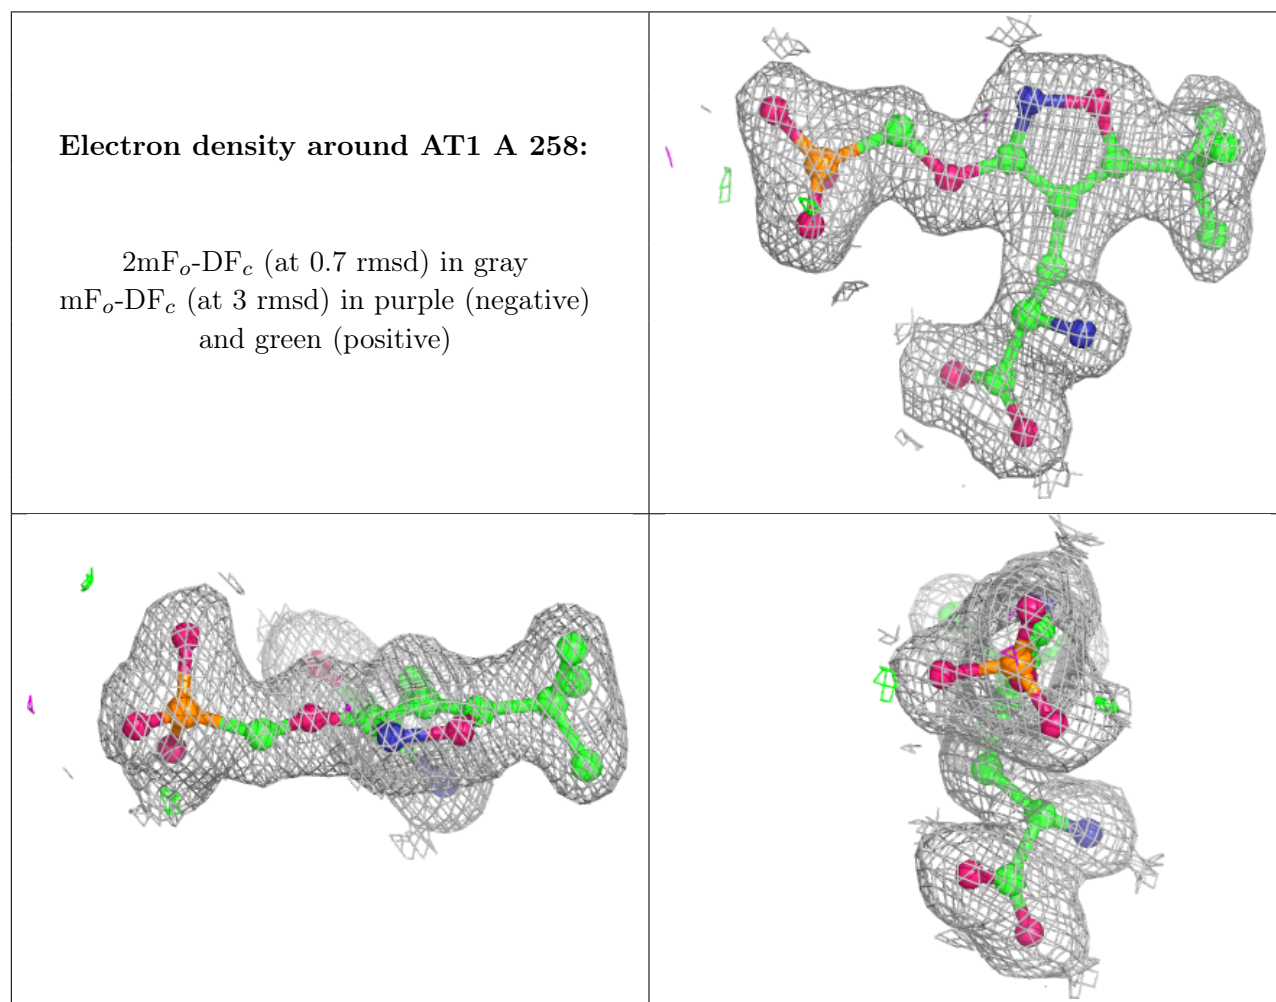 Electron density around AT1 A 258:
2mFo-DFc (at 0.7 rmsd) in gray
mFo-DFc (at 3 rmsd) in purple (negative)
and green (positive)